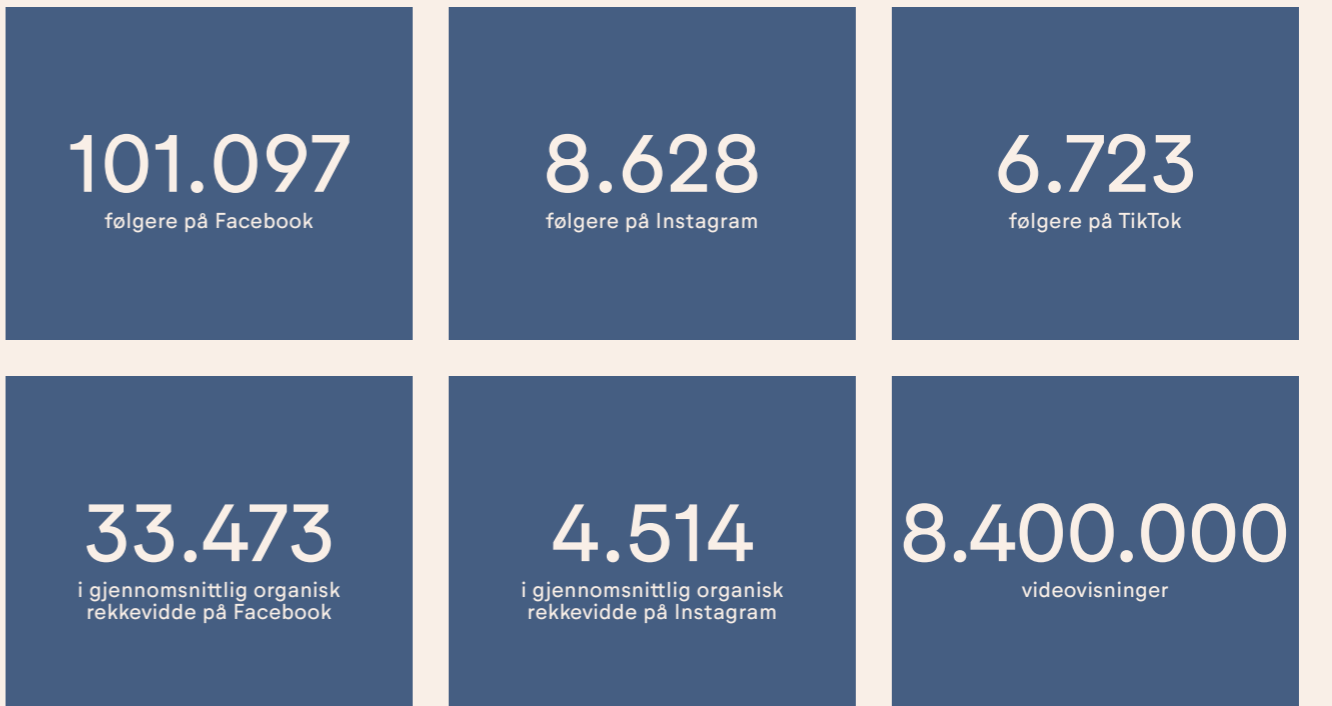 101.097
følgere på Facebook
8.628
følgere på Instagram
6.723
følgere på TikTok
33.473
i gjennomsnittlig organisk
rekkevidde på Facebook
4.514
i gjennomsnittlig organisk
rekkevidde på Instagram
8.400.000
videovisninger